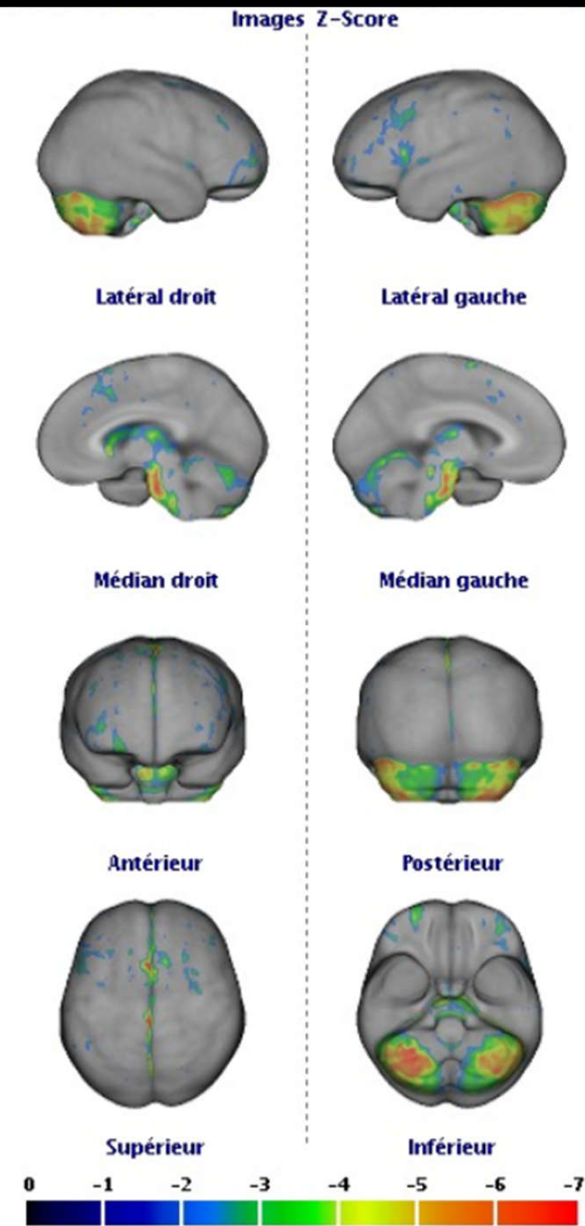 Images Z-Score
Latéral droit
Latéral gauche
Médian droit
Médian gauche
Antérieur
Postérieur
Supérieur
Inférieur
0 -1 -2 -3 -4 -5 -6 -7